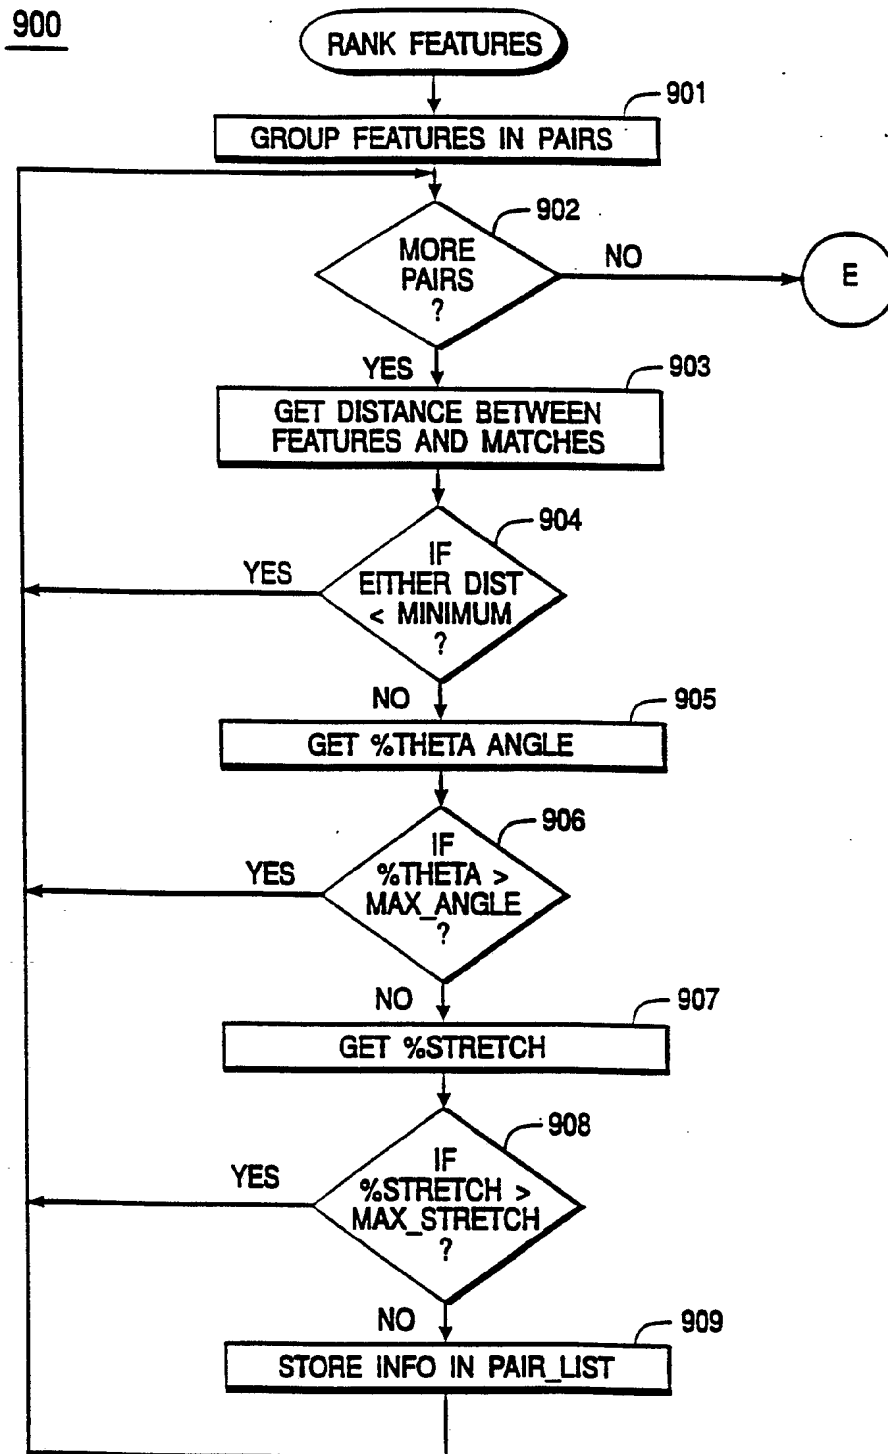 900
RANK FEATURES
901
GROUP FEATURES IN PAIRS
902
MORE
PAIRS
?
NO
E
YES
903
GET DISTANCE BETWEEN
FEATURES AND MATCHES
904
IF
EITHER DIST
< MINIMUM
?
YES
NO
905
GET %THETA ANGLE
906
IF
%THETA >
MAX_ANGLE
?
YES
NO
907
GET %STRETCH
908
IF
%STRETCH >
MAX_STRETCH
?
YES
NO
909
STORE INFO IN PAIR_LIST